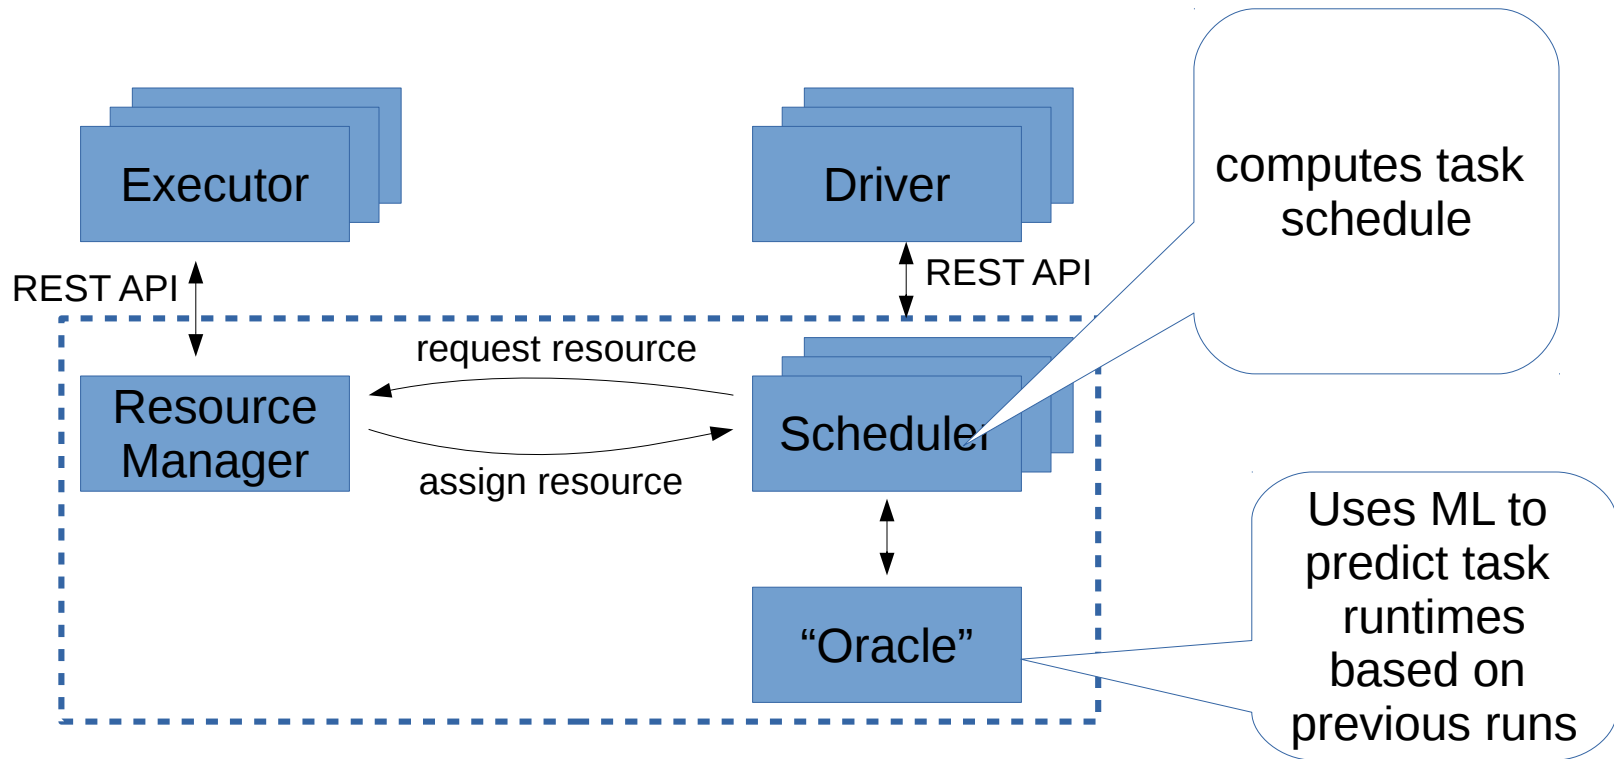 Executor
Driver
computes task
schedule
REST API
REST API
request resource
Resource
Manager
Scheduler
assign resource
“Oracle”
Uses ML to
predict task
runtimes
based on
previous runs